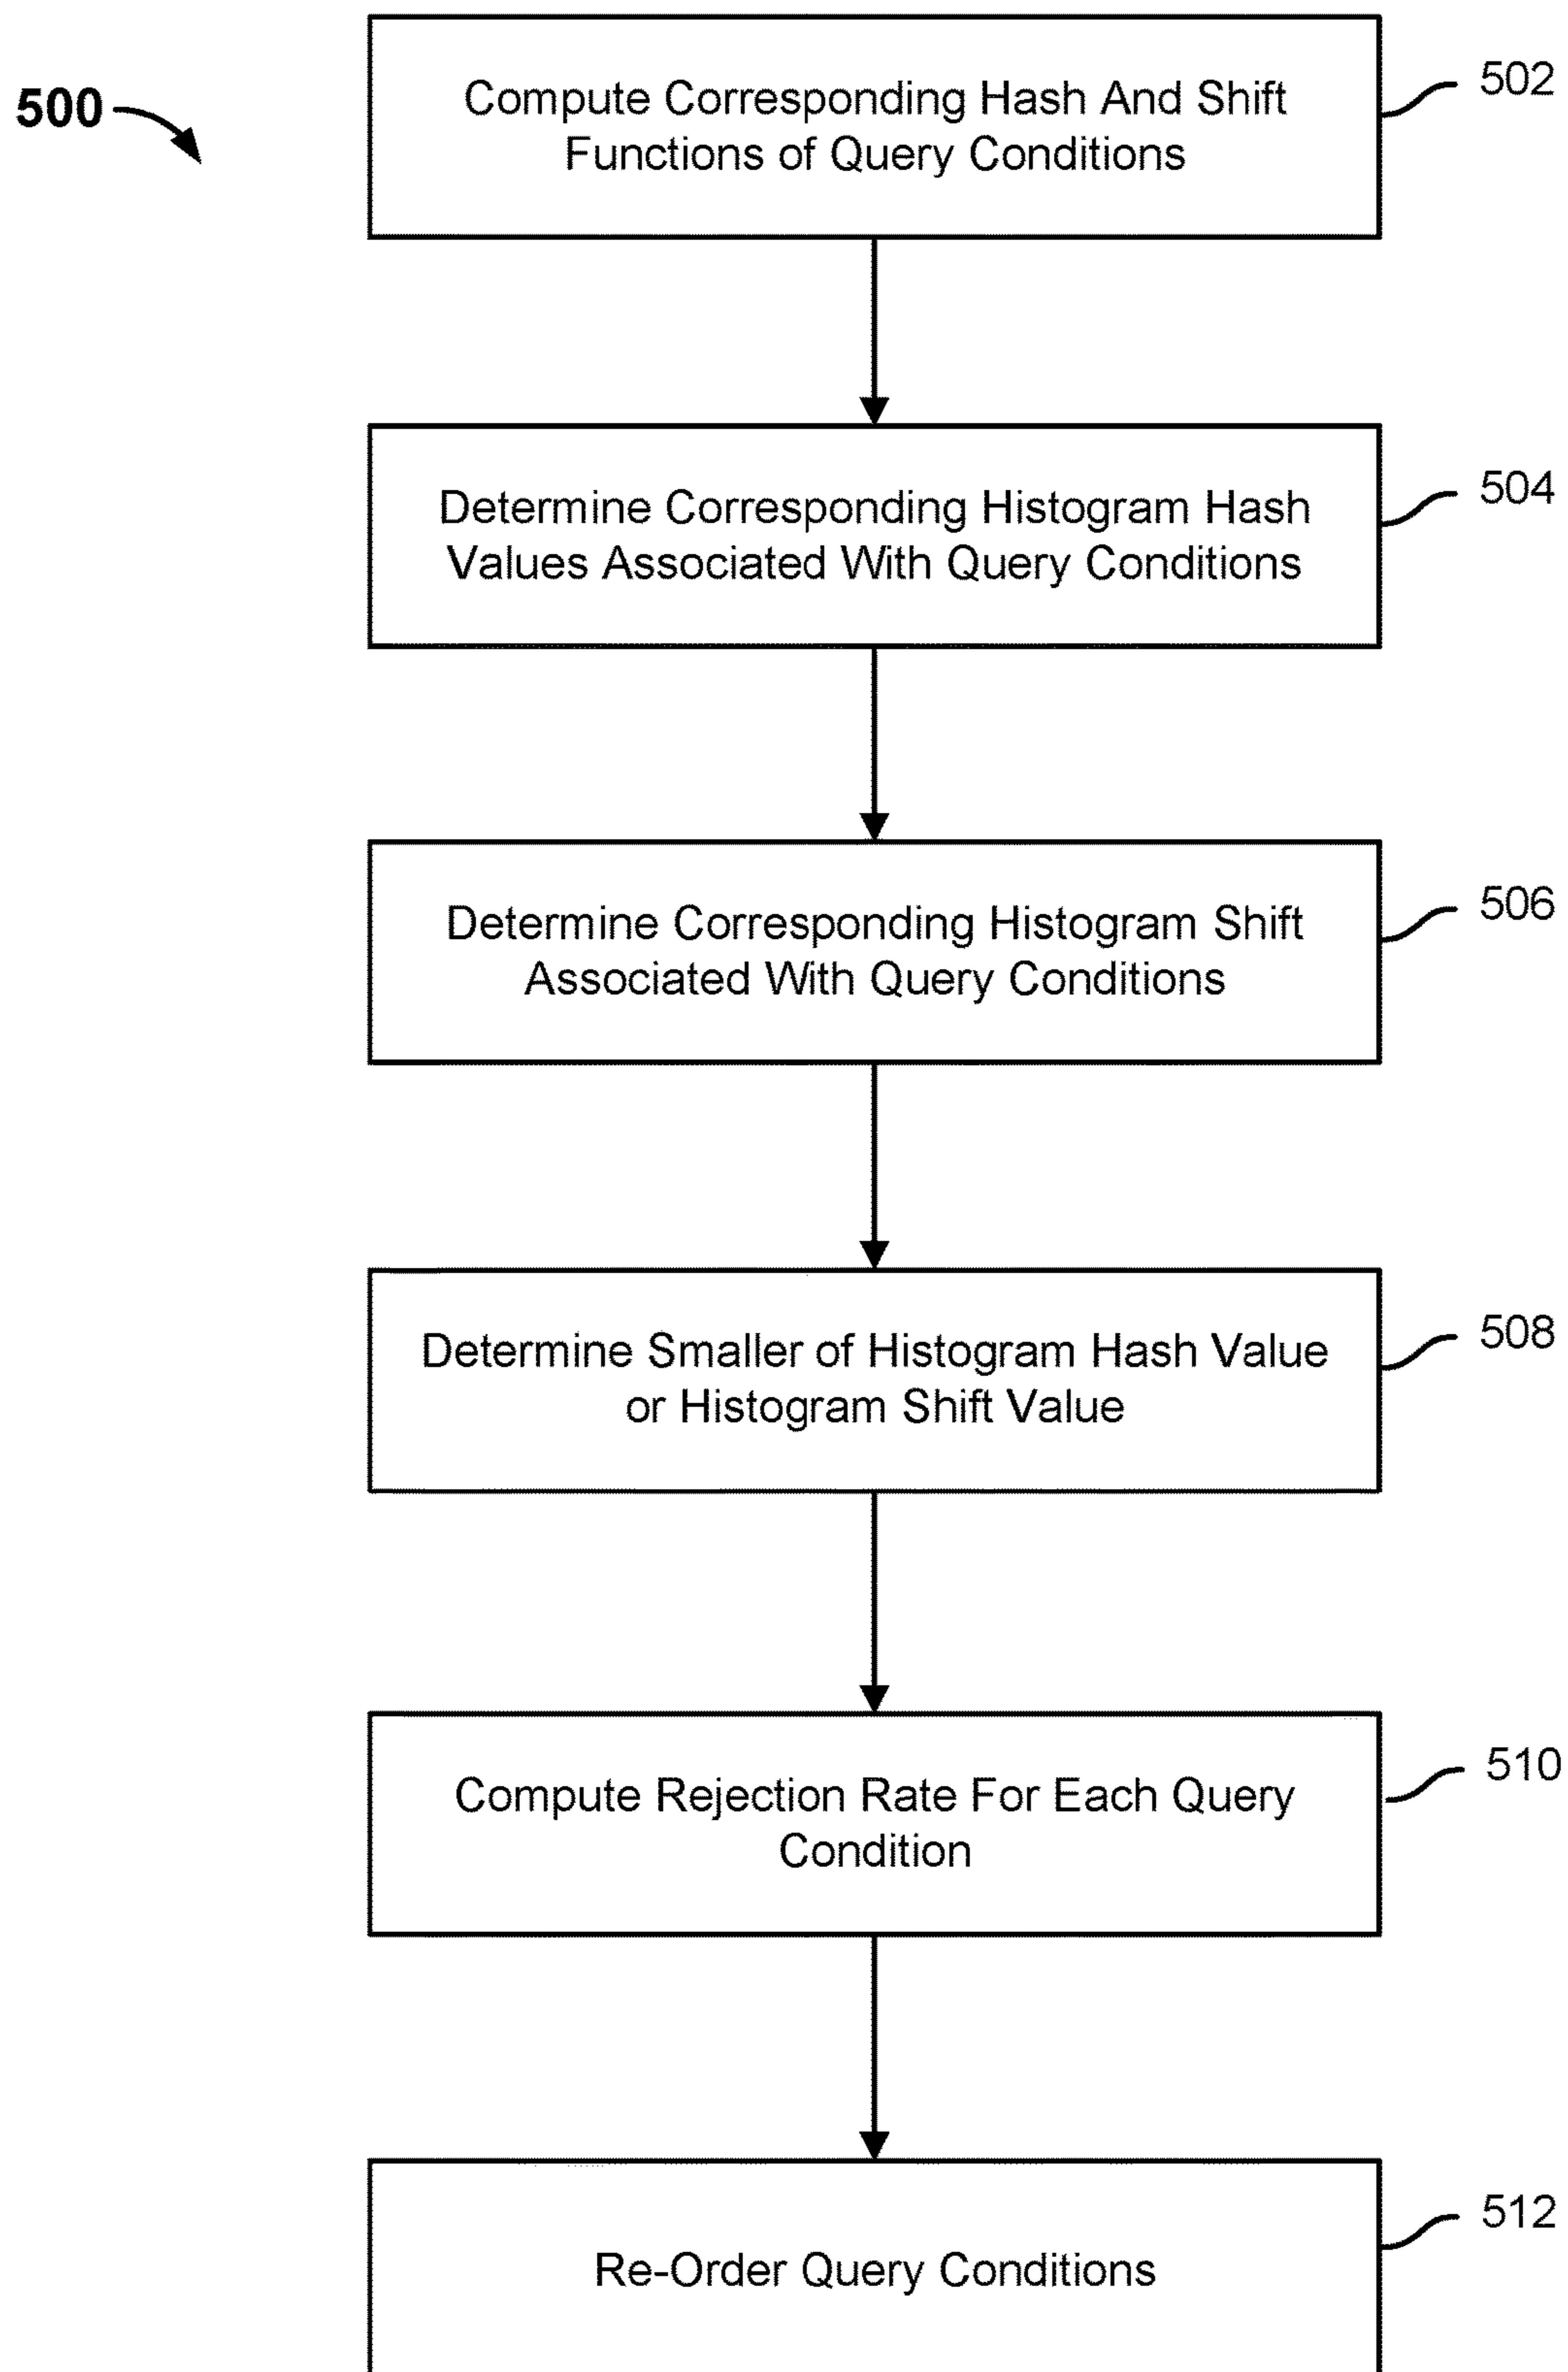 500
Compute Corresponding Hash And Shift
Functions of Query Conditions
502
Determine Corresponding Histogram Hash
Values Associated With Query Conditions
504
Determine Corresponding Histogram Shift
Associated With Query Conditions
506
Determine Smaller of Histogram Hash Value
or Histogram Shift Value
508
Compute Rejection Rate For Each Query
Condition
510
Re-Order Query Conditions
512